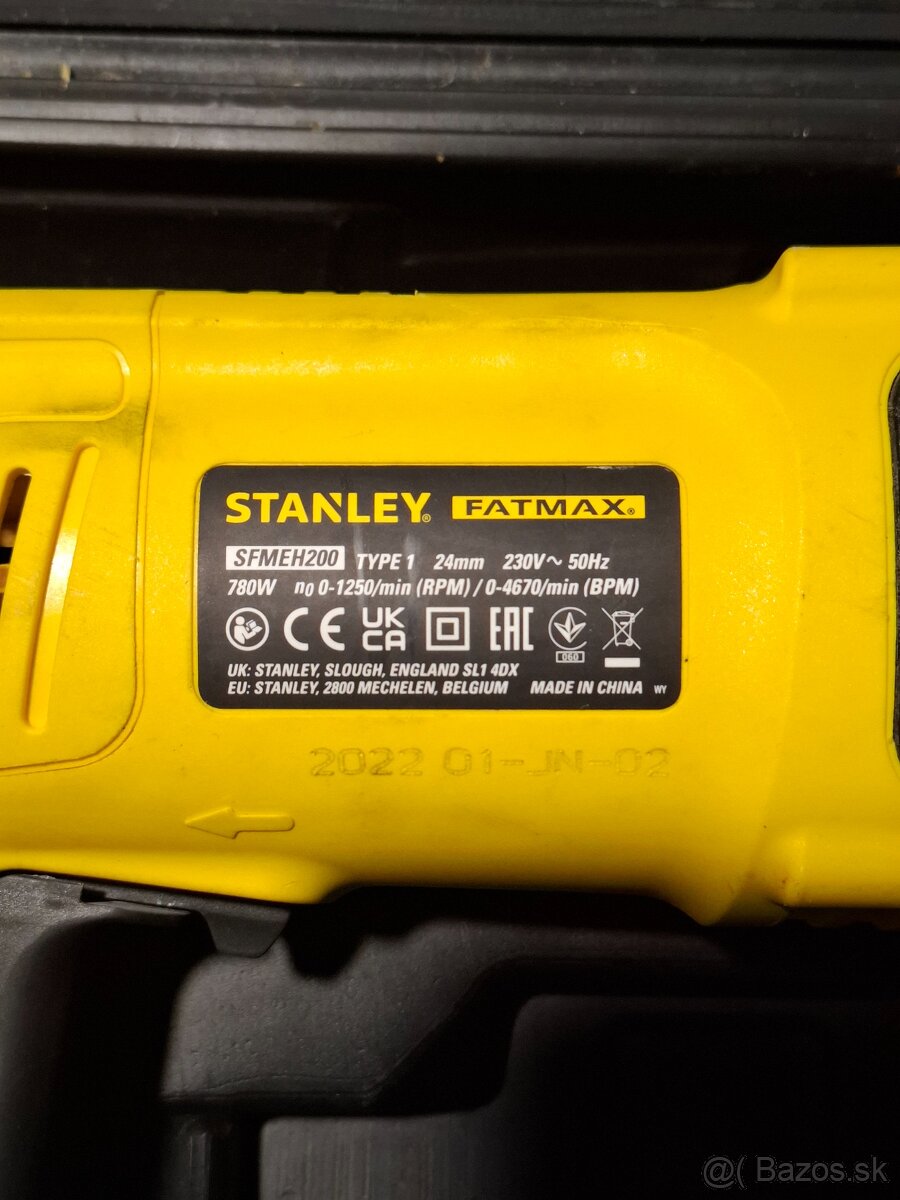 STANLEY® FATMAX®
SFMEH200 TYPE 1 24mm 230V~ 50Hz
780W n0 0-1250/min (RPM) / 0-4670/min (BPM)
CE UK CA EAC
060
UK: STANLEY, SLOUGH, ENGLAND SL1 4DX
EU: STANLEY, 2800 MECHELEN, BELGIUM MADE IN CHINA WY
2022 01-JN-02
@( Bazos.sk